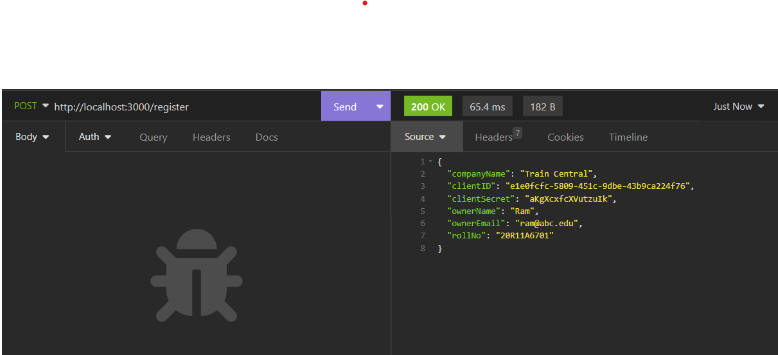 POST http://localhost:3000/register Send 200 OK 65.4 ms 182 B Just Now
Body Auth Query Headers Docs Source Headers 7 Cookies Timeline
1 {
2 "companyName": "Train Central",
3 "clientID": "e1e0fcfc-5809-451c-9dbe-43b9ca224f76",
4 "clientSecret": "aKgXcxfcXVutzuIk",
5 "ownerName": "Ram",
6 "ownerEmail": "ram@abc.edu",
7 "rollNo": "20R11A6701"
8 }